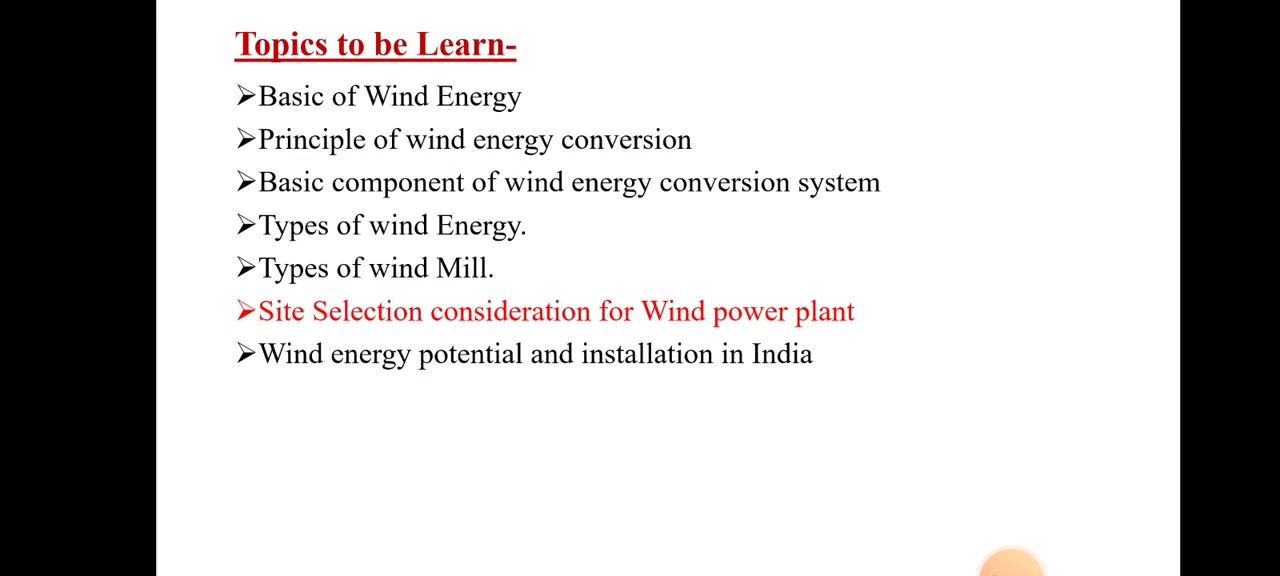 Topics to be Learn-
➢Basic of Wind Energy
➢Principle of wind energy conversion
➢Basic component of wind energy conversion system
➢Types of wind Energy.
➢Types of wind Mill.
➢Site Selection consideration for Wind power plant
➢Wind energy potential and installation in India